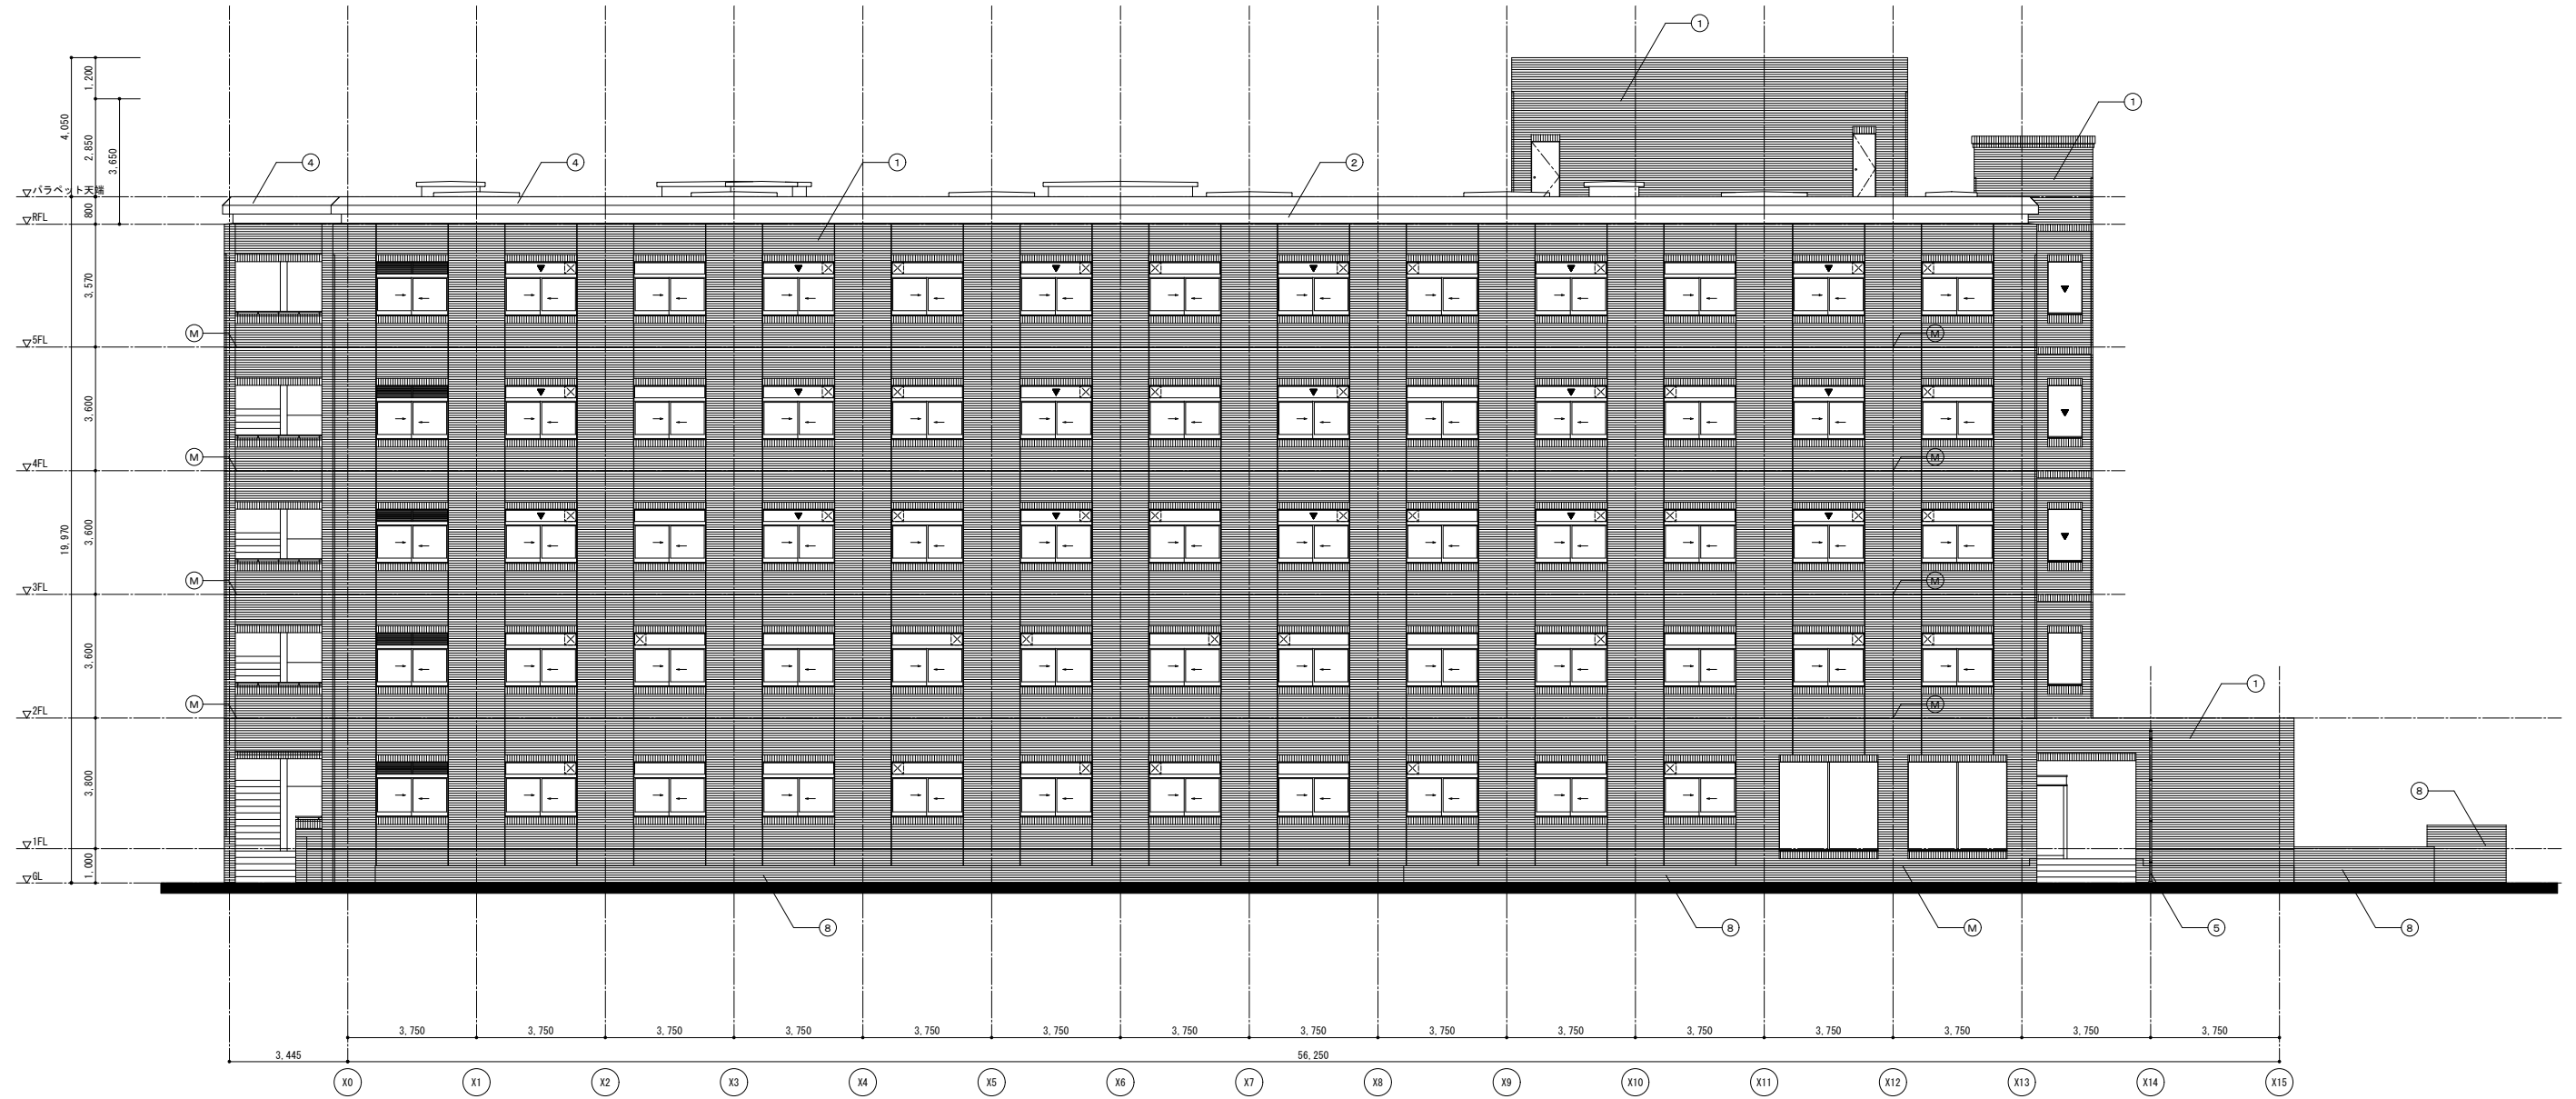 1
1
4
4
1
2
1,200
4,050
2,850
3,650
▽パラペット天端
800
▽RFL
3,570
M
M
▽5FL
3,600
M
M
▽4FL
19,970
3,600
M
M
▽3FL
3,600
M
M
▽2FL
1
3,800
8
▽1FL
1,000
▽GL
8
8
M
5
8
3,750 3,750 3,750 3,750 3,750 3,750 3,750 3,750 3,750 3,750 3,750 3,750 3,750 3,750 3,750
3,445 56,250
X0 X1 X2 X3 X4 X5 X6 X7 X8 X9 X10 X11 X12 X13 X14 X15